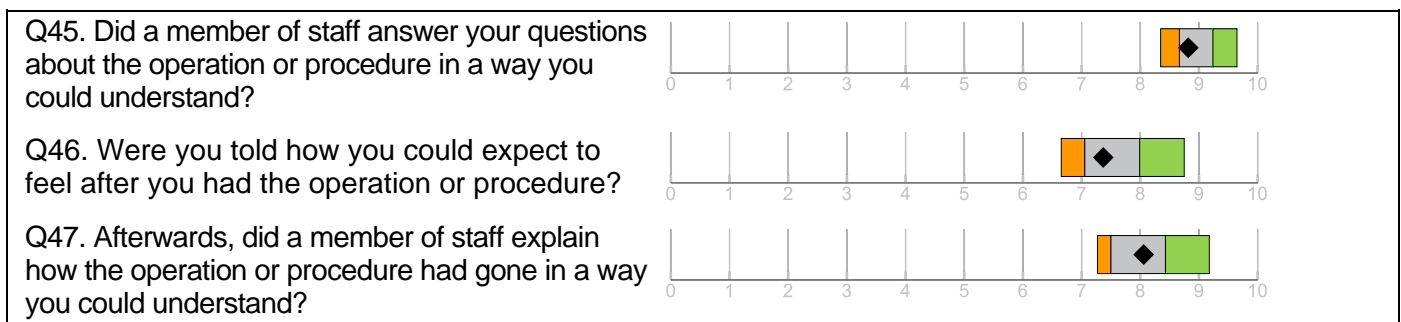 Q45. Did a member of staff answer your questions
about the operation or procedure in a way you
could understand?
0 1 2 3 4 5 6 7 8 9 10
Q46. Were you told how you could expect to
feel after you had the operation or procedure?
0 1 2 3 4 5 6 7 8 9 10
Q47. Afterwards, did a member of staff explain
how the operation or procedure had gone in a way
you could understand?
0 1 2 3 4 5 6 7 8 9 10